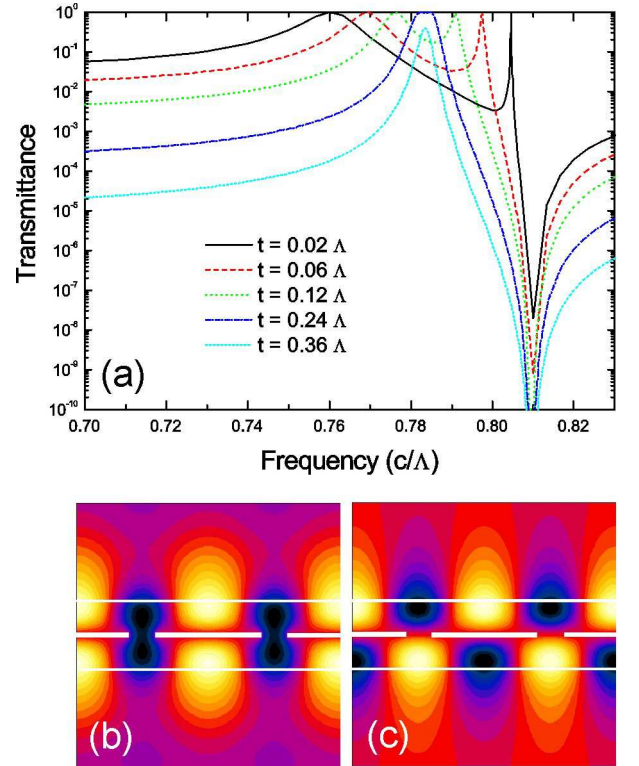 Transmittance
10⁰
10⁻¹
10⁻²
10⁻³
10⁻⁴
10⁻⁵
10⁻⁶
10⁻⁷
10⁻⁸
10⁻⁹
10⁻¹⁰
t = 0.02 Λ
t = 0.06 Λ
t = 0.12 Λ
t = 0.24 Λ
t = 0.36 Λ
(a)
0.70 0.72 0.74 0.76 0.78 0.80 0.82
Frequency (c/Λ)
(b) (c)